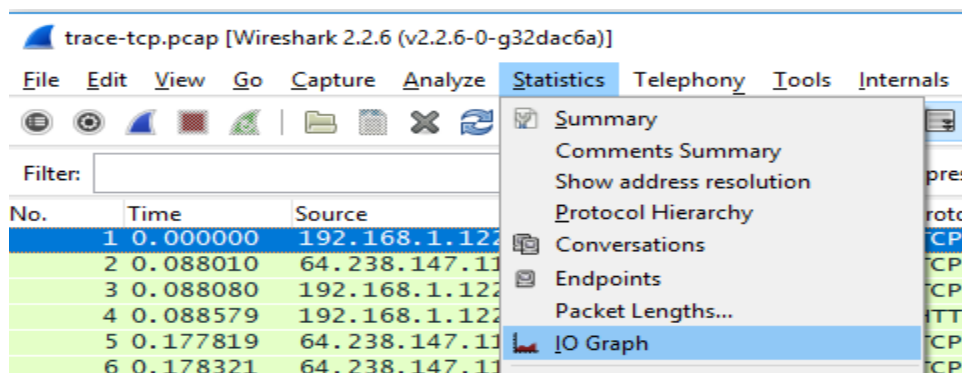 trace-tcp.pcap [Wireshark 2.2.6 (v2.2.6-0-g32dac6a)]
File Edit View Go Capture Analyze Statistics Telephony Tools Internals
Summary
Comments Summary
Show address resolution
Protocol Hierarchy
Conversations
Endpoints
Packet Lengths...
IO Graph
Filter:
No. Time Source
1 0.000000 192.168.1.122
2 0.088010 64.238.147.11
3 0.088080 192.168.1.122
4 0.088579 192.168.1.122
5 0.177819 64.238.147.11
6 0.178321 64.238.147.11